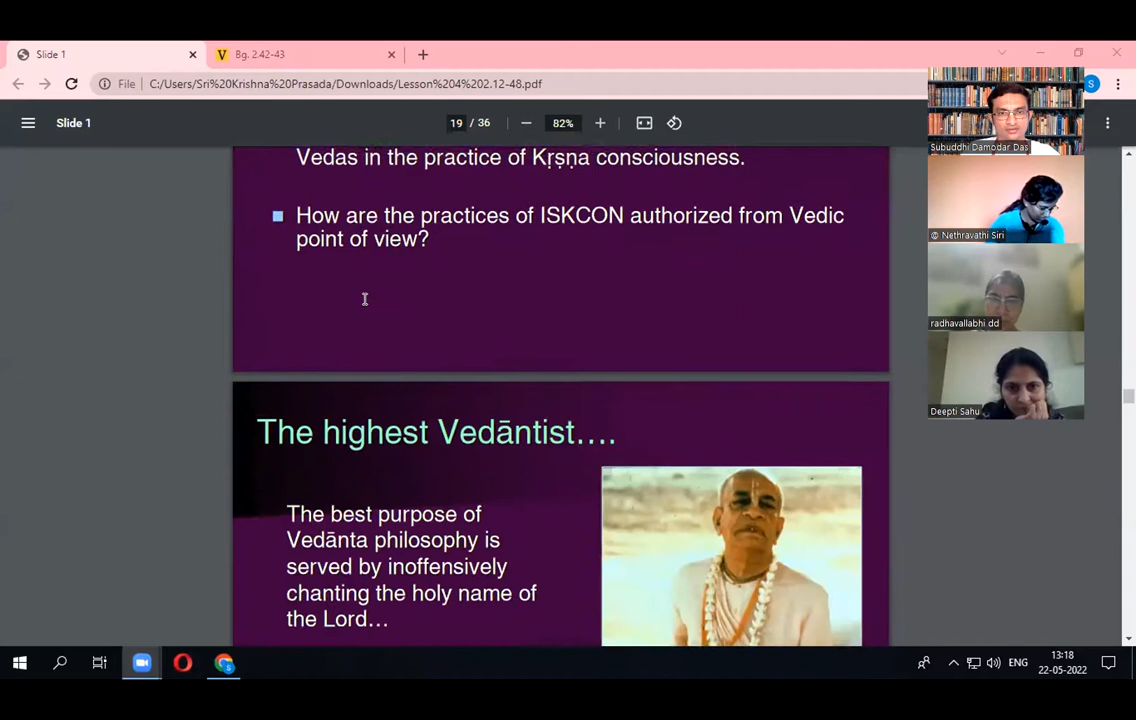 Slide 1
Bg. 2.42-43
File
C:/Users/Sri%20Krishna%20Prasada/Downloads/Lesson%204%202.12-48.pdf
S
Slide 1
19 / 36
82%
Subuddhi Damodar Das
Vedas in the practice of Kṛṣṇa consciousness.
How are the practices of ISKCON authorized from Vedic
point of view?
@ Nethravathi Siri
radhavallabhi dd
Deepti Sahu
The highest Vedāntist….
The best purpose of
Vedānta philosophy is
served by inoffensively
chanting the holy name of
the Lord…
S
ENG
13:18
22-05-2022